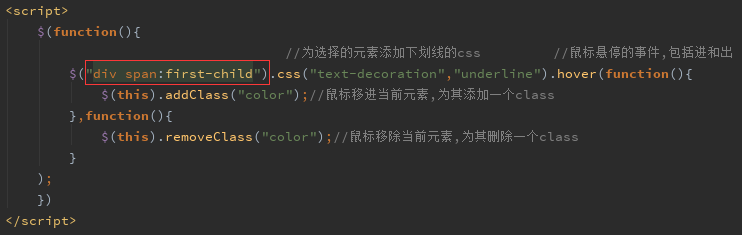 <script>
$(function(){
//为选择的元素添加下划线的css //鼠标悬停的事件,包括进和出
$("div span:first-child").css("text-decoration","underline").hover(function(){
$(this).addClass("color");//鼠标移进当前元素,为其添加一个class
},function(){
$(this).removeClass("color");//鼠标移除当前元素,为其删除一个class
}
);
})
</script>